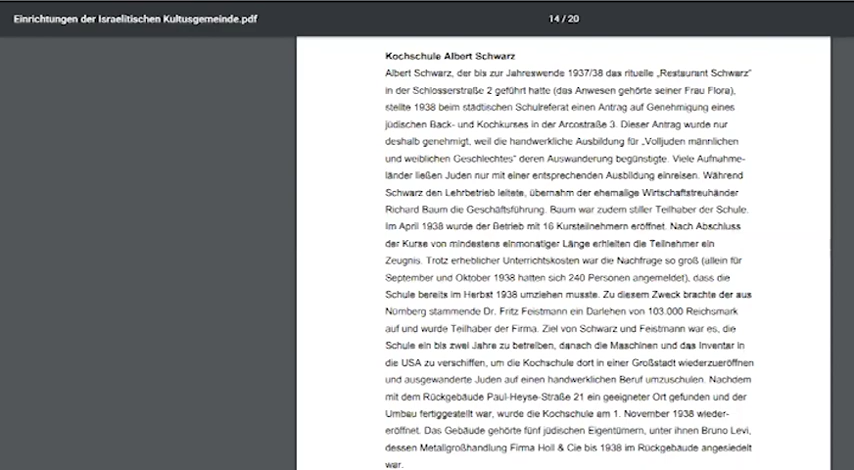 Einrichtungen der Israelitischen Kultusgemeinde.pdf
14 / 20
Kochschule Albert Schwarz
Albert Schwarz, der bis zur Jahreswende 1937/38 das rituelle „Restaurant Schwarz“
in der Schlosserstraße 2 geführt hatte (das Anwesen gehörte seiner Frau Flora),
stellte 1938 beim städtischen Schulreferat einen Antrag auf Genehmigung eines
jüdischen Back- und Kochkurses in der Arcostraße 3. Dieser Antrag wurde nur
deshalb genehmigt, weil die handwerkliche Ausbildung für „Volljuden männlichen
und weiblichen Geschlechtes“ deren Auswanderung begünstigte. Viele Aufnahme-
länder ließen Juden nur mit einer entsprechenden Ausbildung einreisen. Während
Schwarz den Lehrbetrieb leitete, übernahm der ehemalige Wirtschaftstreuhänder
Richard Baum die Geschäftsführung. Baum war zudem stiller Teilhaber der Schule.
Im April 1938 wurde der Betrieb mit 16 Kursteilnehmern eröffnet. Nach Abschluss
der Kurse von mindestens einmonatiger Länge erhielten die Teilnehmer ein
Zeugnis. Trotz erheblicher Unterrichtskosten war die Nachfrage so groß (allein für
September und Oktober 1938 hatten sich 240 Personen angemeldet), dass die
Schule bereits im Herbst 1938 umziehen musste. Zu diesem Zweck brachte der aus
Nürnberg stammende Dr. Fritz Feistmann ein Darlehen von 103.000 Reichsmark
auf und wurde Teilhaber der Firma. Ziel von Schwarz und Feistmann war es, die
Schule ein bis zwei Jahre zu betreiben, danach die Maschinen und das Inventar in
die USA zu verschiffen, um die Kochschule dort in einer Großstadt wiederzueröffnen
und ausgewanderte Juden auf einen handwerklichen Beruf umzuschulen. Nachdem
mit dem Rückgebäude Paul-Heyse-Straße 21 ein geeigneter Ort gefunden und der
Umbau fertiggestellt war, wurde die Kochschule am 1. November 1938 wieder-
eröffnet. Das Gebäude gehörte fünf jüdischen Eigentümern, unter ihnen Bruno Levi,
dessen Metallgroßhandlung Firma Holl & Cie bis 1938 im Rückgebäude angesiedelt
war.